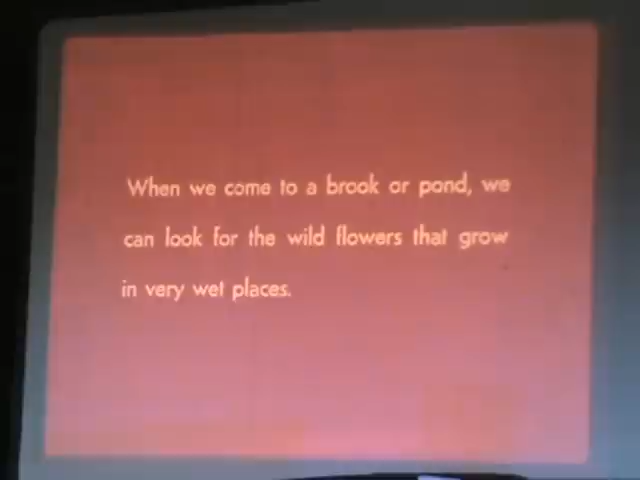 When we come to a brook or pond, we
can look for the wild flowers that grow
in very wet places.